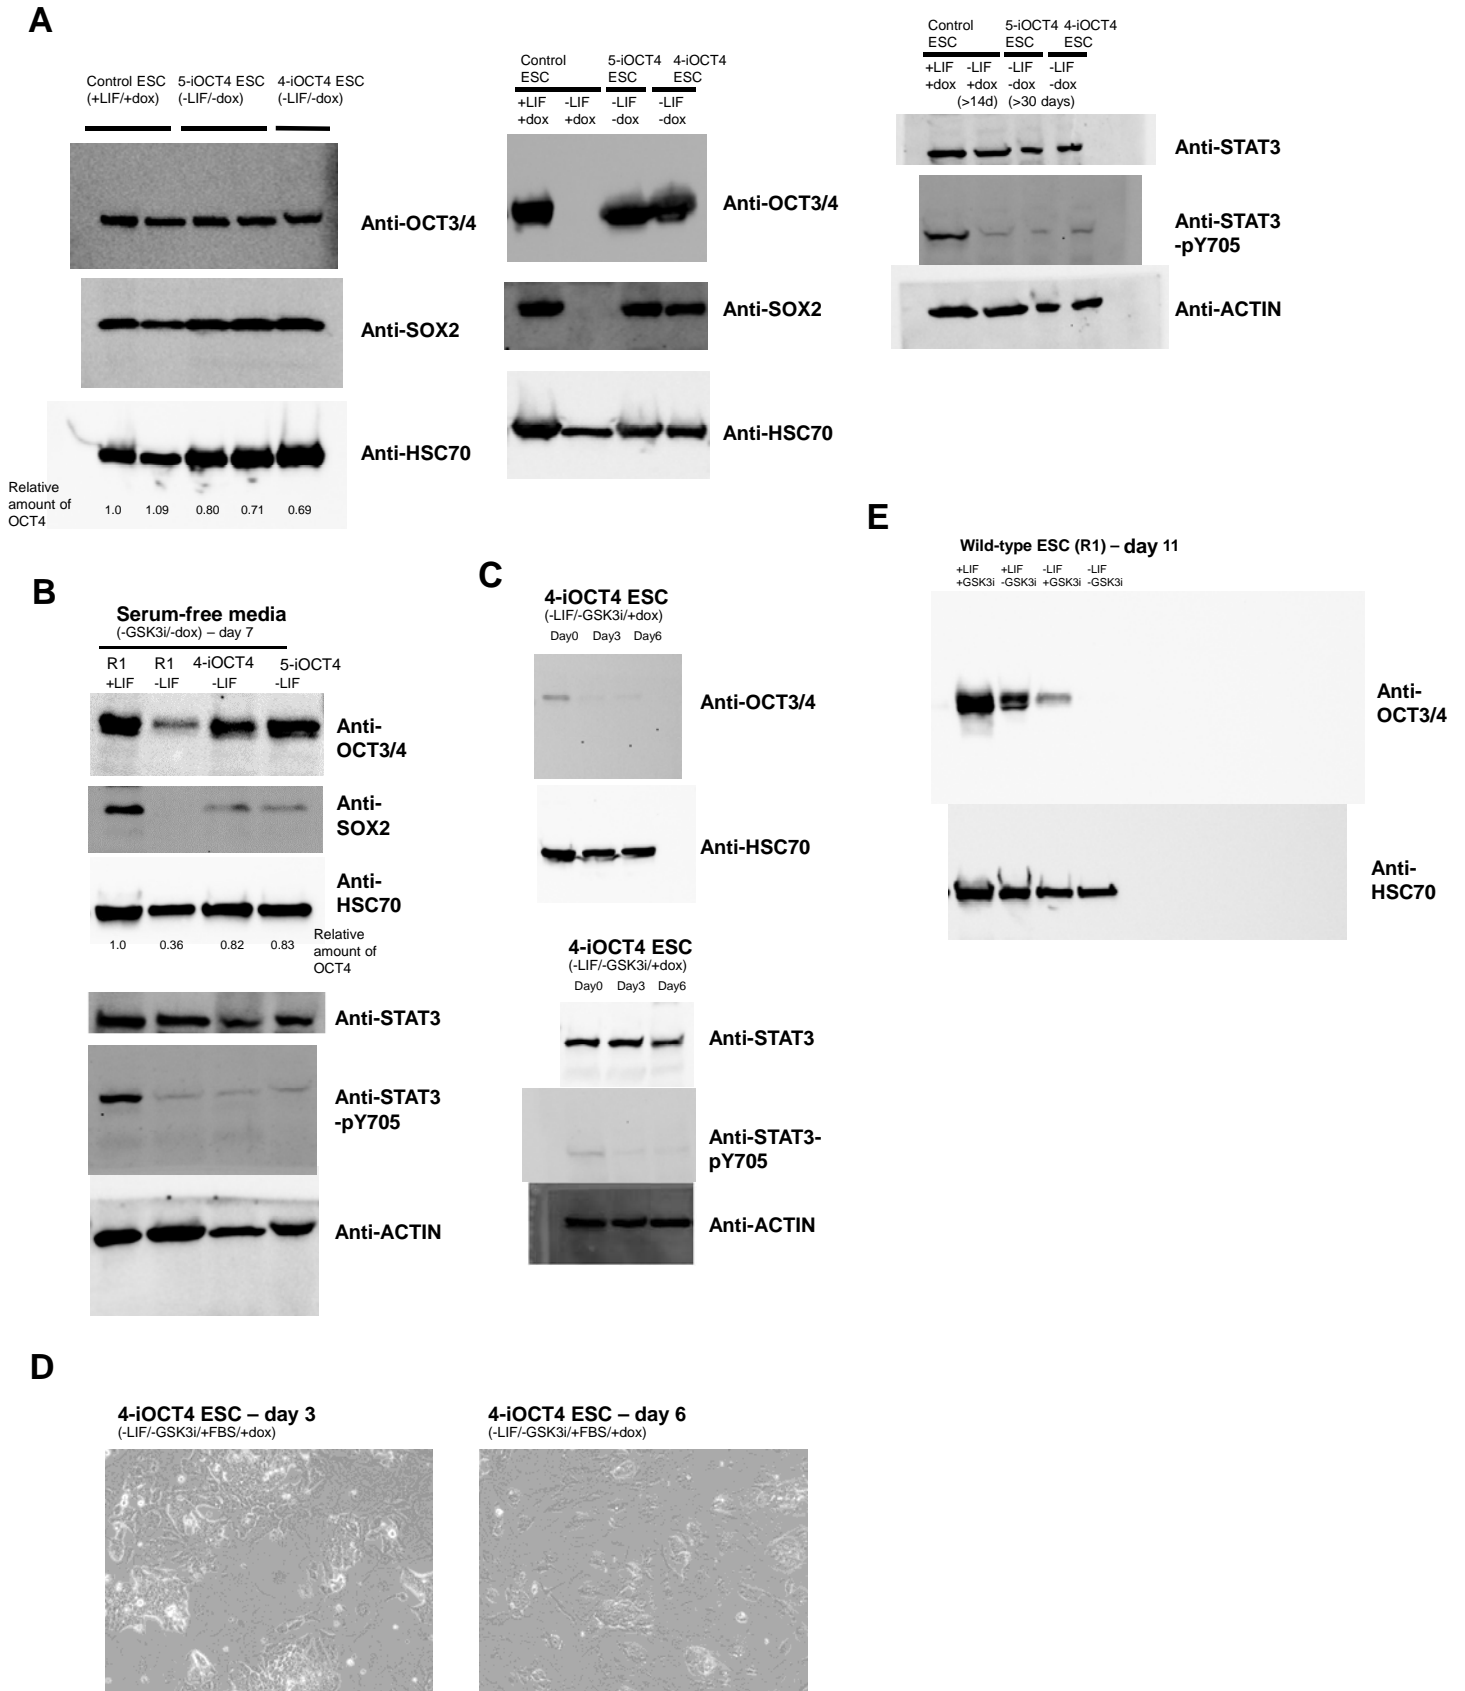 A
Control ESC
(+LIF/+dox)
5-iOCT4 ESC
(-LIF/-dox)
4-iOCT4 ESC
(-LIF/-dox)
Anti-OCT3/4
Anti-SOX2
Anti-HSC70
Relative
amount of
OCT4
1.0 1.09 0.80 0.71 0.69
Control
ESC
5-iOCT4
ESC
4-iOCT4
ESC
+LIF -LIF -LIF -LIF
+dox +dox -dox -dox
Anti-OCT3/4
Anti-SOX2
Anti-HSC70
Control
ESC
5-iOCT4
ESC
4-iOCT4
ESC
+LIF -LIF -LIF -LIF
+dox +dox -dox -dox
(>14d) (>30 days)
Anti-STAT3
Anti-STAT3
-pY705
Anti-ACTIN
B
Serum-free media
(-GSK3i/-dox) – day 7
R1 R1 4-iOCT4 5-iOCT4
+LIF -LIF -LIF -LIF
Anti-
OCT3/4
Anti-
SOX2
Anti-
HSC70
1.0 0.36 0.82 0.83
Relative
amount of
OCT4
Anti-STAT3
Anti-STAT3
-pY705
Anti-ACTIN
C
4-iOCT4 ESC
(-LIF/-GSK3i/+dox)
Day0 Day3 Day6
Anti-OCT3/4
Anti-HSC70
4-iOCT4 ESC
(-LIF/-GSK3i/+dox)
Day0 Day3 Day6
Anti-STAT3
Anti-STAT3-
pY705
Anti-ACTIN
E
Wild-type ESC (R1) – day 11
+LIF +LIF -LIF -LIF
+GSK3i -GSK3i +GSK3i -GSK3i
Anti-
OCT3/4
Anti-
HSC70
D
4-iOCT4 ESC – day 3
(-LIF/-GSK3i/+FBS/+dox)
4-iOCT4 ESC – day 6
(-LIF/-GSK3i/+FBS/+dox)